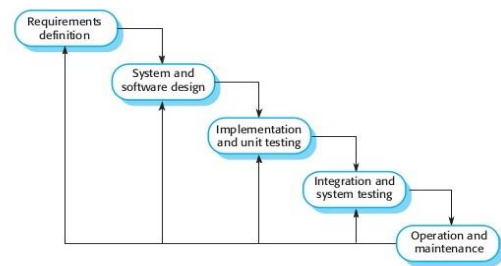 Requirements
definition
System and
software design
Implementation
and unit testing
Integration and
system testing
Operation and
maintenance